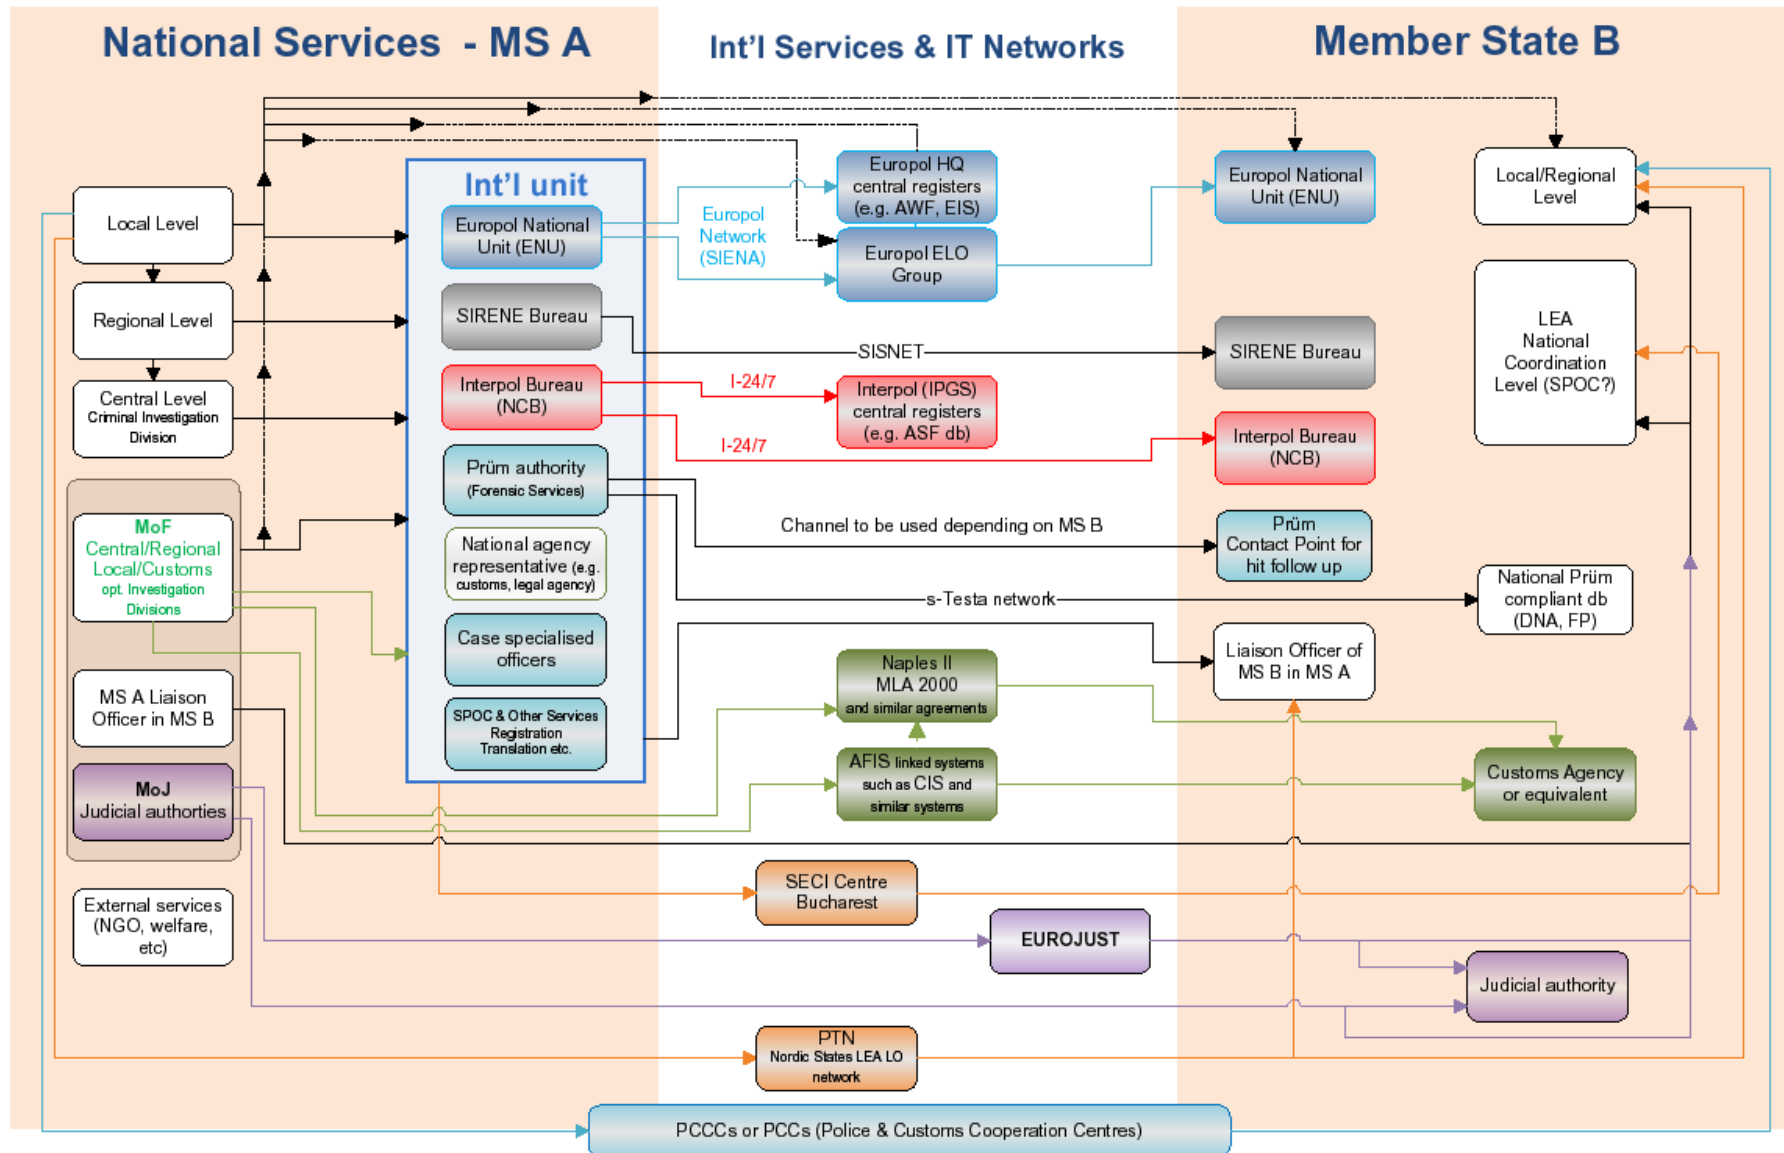 National Services - MS A
Int'l Services & IT Networks
Member State B
Local Level
Regional Level
Central Level
Criminal Investigation
Division
MoF
Central/Regional
Local/Customs
opt. Investigation
Divisions
MS A Liaison
Officer in MS B
MoJ
Judicial authorties
External services
(NGO, welfare,
etc)
Int'l unit
Europol National
Unit (ENU)
SIRENE Bureau
Interpol Bureau
(NCB)
Prüm authority
(Forensic Services)
National agency
representative (e.g.
customs, legal agency)
Case specialised
officers
SPOC & Other Services
Registration
Translation etc.
Europol
Network
(SIENA)
Europol HQ
central registers
(e.g. AWF, EIS)
Europol ELO
Group
SISNET
I-24/7
I-24/7
Interpol (IPGS)
central registers
(e.g. ASF db)
Channel to be used depending on MS B
s-Testa network
Naples II
MLA 2000
and similar agreements
AFIS linked systems
such as CIS and
similar systems
SECI Centre
Bucharest
EUROJUST
PTN
Nordic States LEA LO
network
PCCCs or PCCs (Police & Customs Cooperation Centres)
Europol National
Unit (ENU)
SIRENE Bureau
Interpol Bureau
(NCB)
Prüm
Contact Point for
hit follow up
Liaison Officer of
MS B in MS A
Local/Regional
Level
LEA
National
Coordination
Level (SPOC?)
National Prüm
compliant db
(DNA, FP)
Customs Agency
or equivalent
Judicial authority